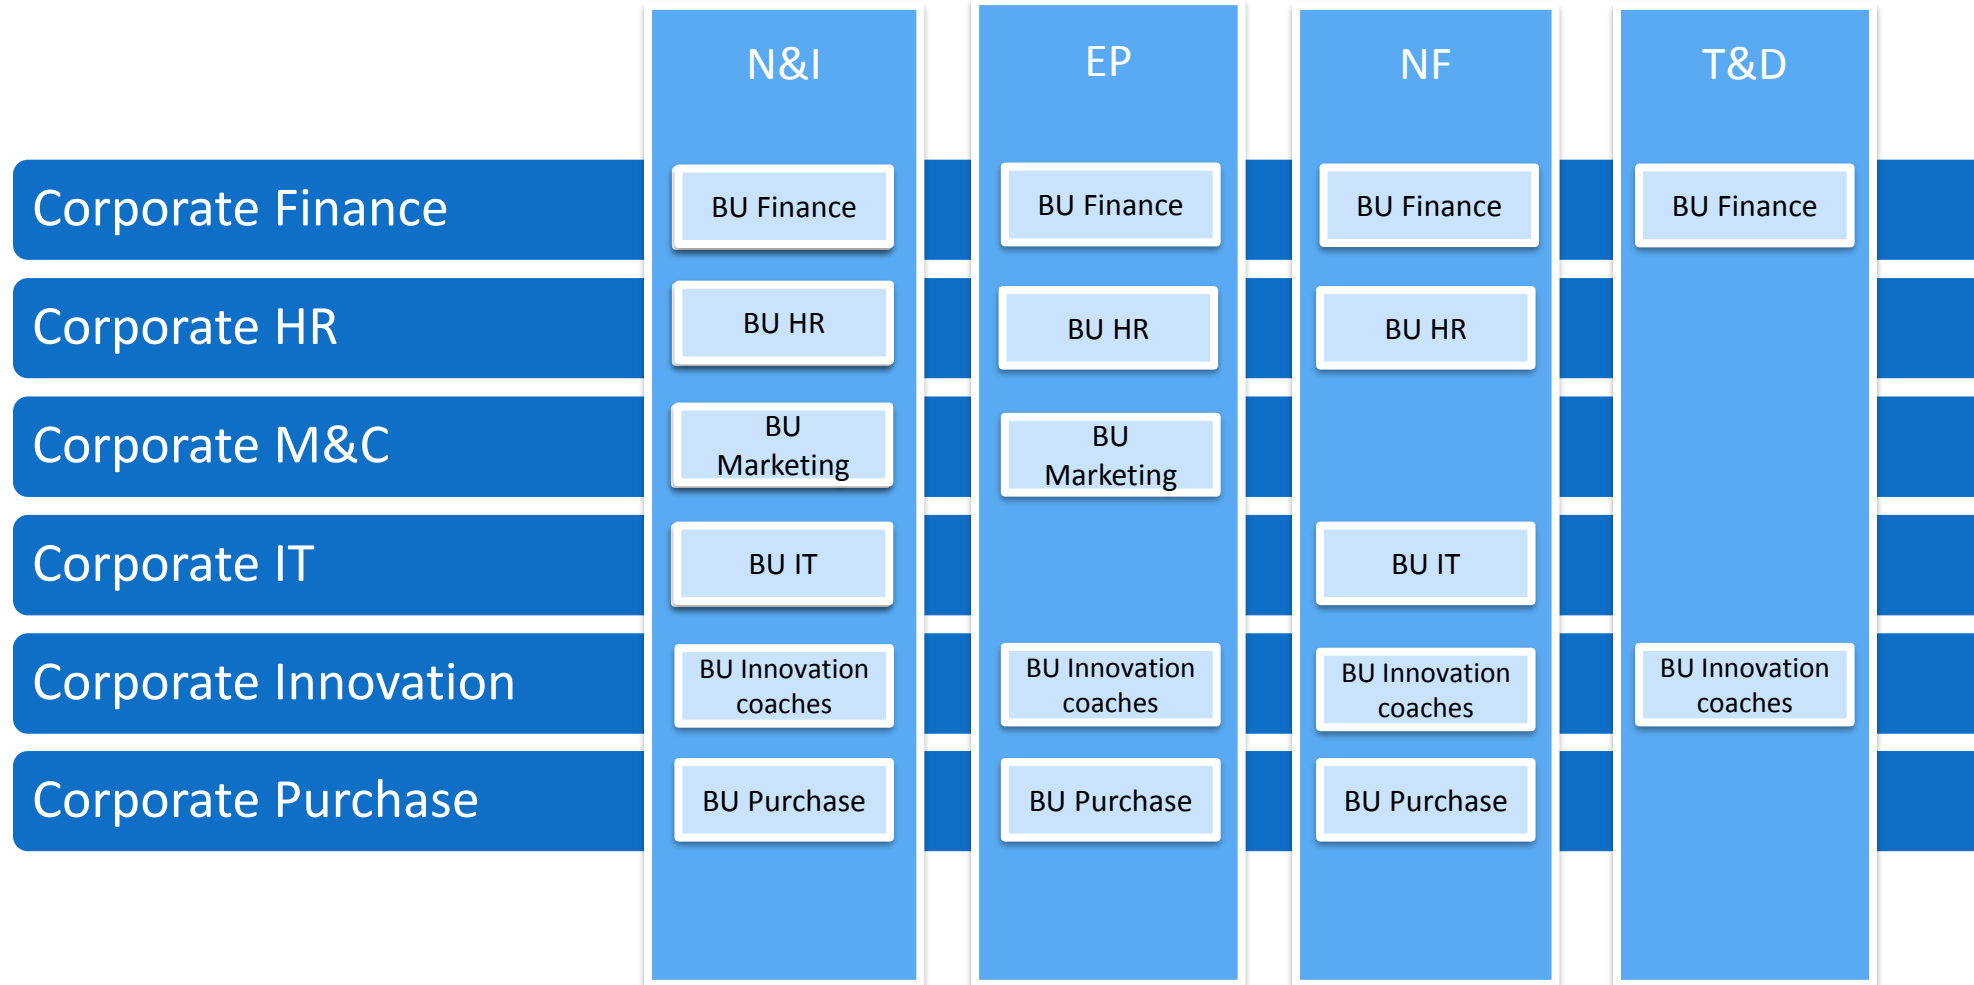 N&I
EP
NF
T&D
Corporate Finance
BU Finance
BU Finance
BU Finance
BU Finance
Corporate HR
BU HR
BU HR
BU HR
Corporate M&C
BU
Marketing
BU
Marketing
Corporate IT
BU IT
BU IT
Corporate Innovation
BU Innovation
coaches
BU Innovation
coaches
BU Innovation
coaches
BU Innovation
coaches
Corporate Purchase
BU Purchase
BU Purchase
BU Purchase